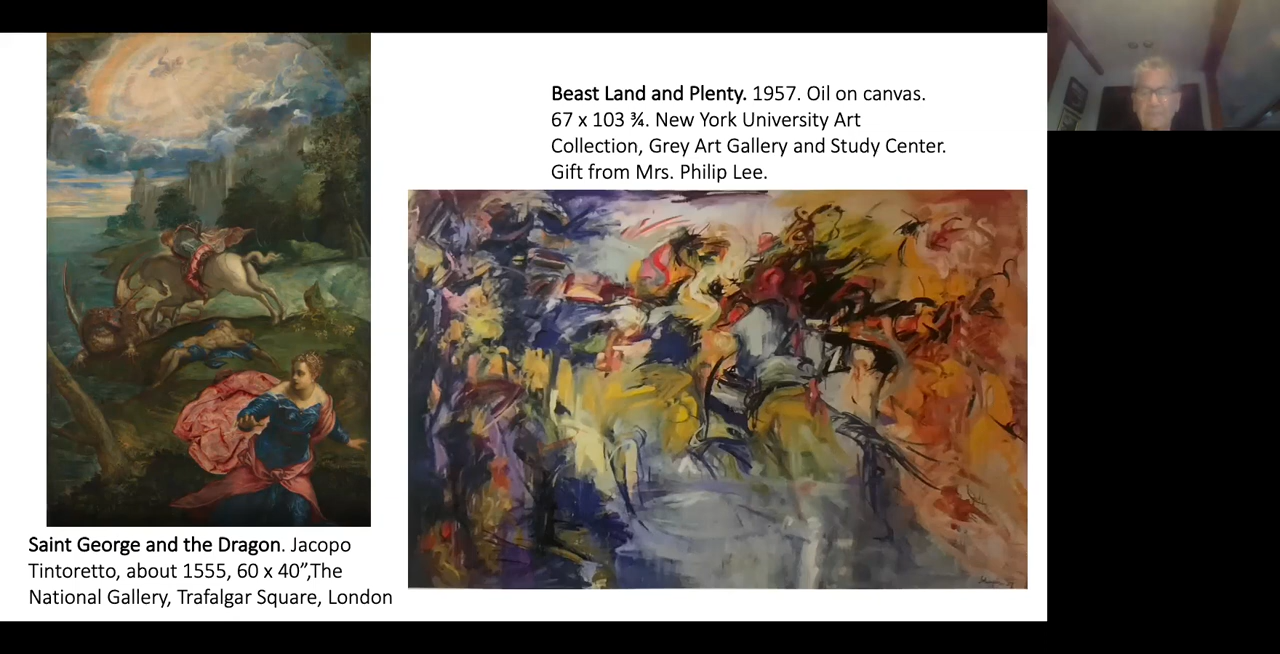 Beast Land and Plenty. 1957. Oil on canvas.
67 x 103 ¾. New York University Art
Collection, Grey Art Gallery and Study Center.
Gift from Mrs. Philip Lee.
Saint George and the Dragon. Jacopo
Tintoretto, about 1555, 60 x 40”,The
National Gallery, Trafalgar Square, London